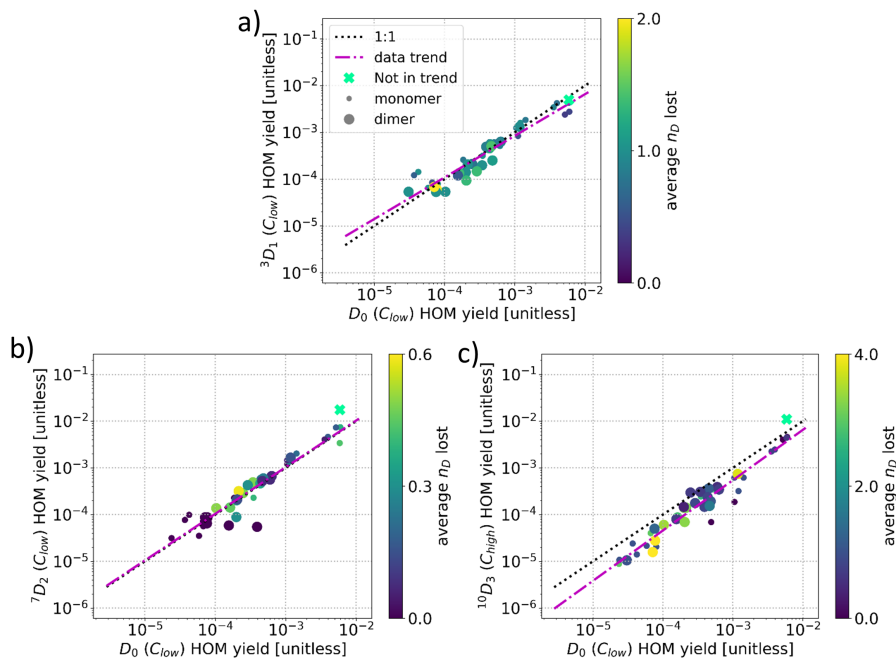 a)
10⁻¹
10⁻²
10⁻³
10⁻⁴
10⁻⁵
10⁻⁶
³D₁ (C_low) HOM yield [unitless]
1:1
data trend
Not in trend
monomer
dimer
10⁻⁵ 10⁻⁴ 10⁻³ 10⁻²
D₀ (C_low) HOM yield [unitless]
2.0
1.0
0.0
average n_D lost
b)
10⁻¹
10⁻²
10⁻³
10⁻⁴
10⁻⁵
10⁻⁶
⁷D₂ (C_low) HOM yield [unitless]
10⁻⁵ 10⁻⁴ 10⁻³ 10⁻²
D₀ (C_low) HOM yield [unitless]
0.6
0.3
0.0
average n_D lost
c)
10⁻¹
10⁻²
10⁻³
10⁻⁴
10⁻⁵
10⁻⁶
¹⁰D₃ (C_high) HOM yield [unitless]
10⁻⁵ 10⁻⁴ 10⁻³ 10⁻²
D₀ (C_low) HOM yield [unitless]
4.0
2.0
0.0
average n_D lost